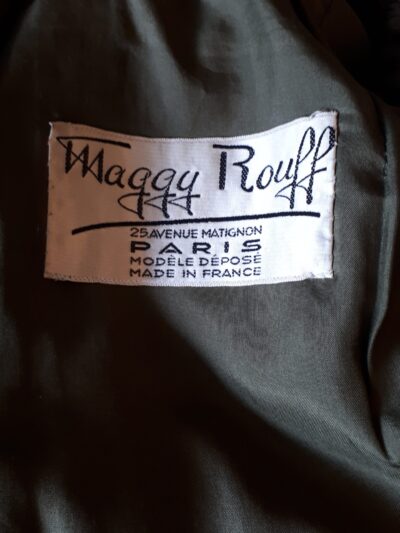 Maggy Rouff
25, AVENUE MATIGNON
PARIS
MODÈLE DÉPOSÉ
MADE IN FRANCE